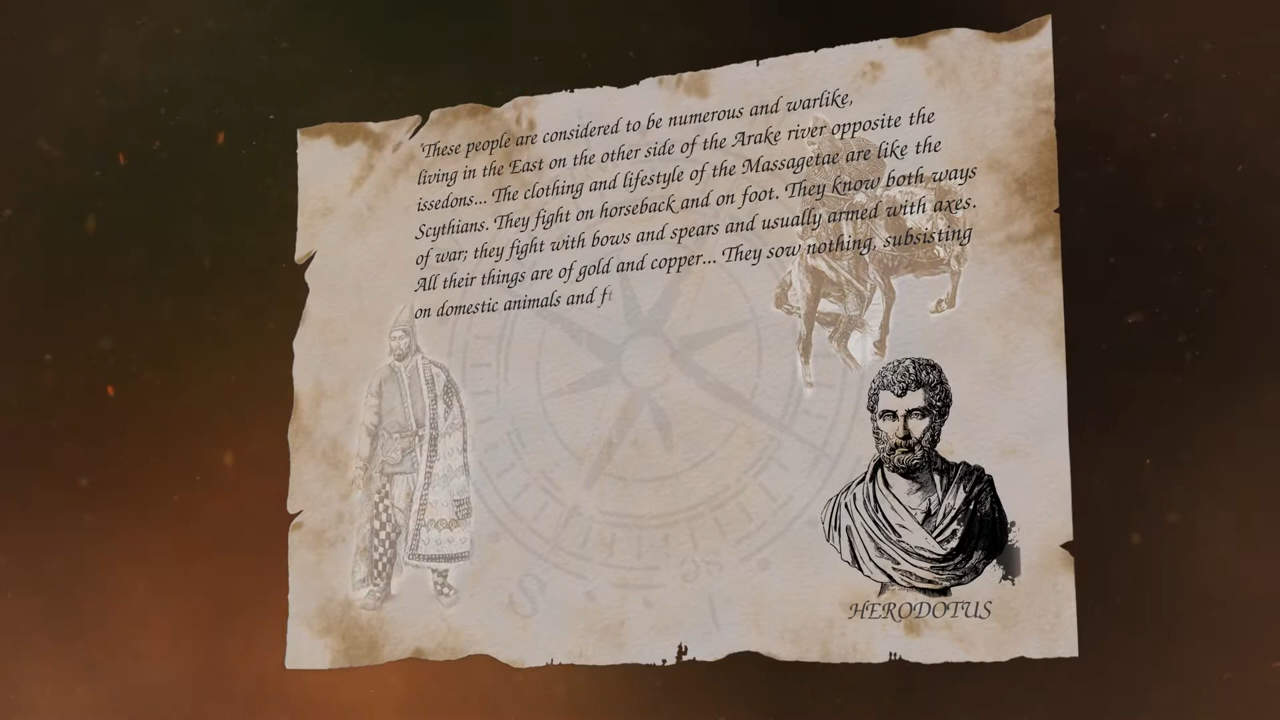 'These people are considered to be numerous and warlike,
living in the East on the other side of the Arake river opposite the
issedons... The clothing and lifestyle of the Massagetae are like the
Scythians. They fight on horseback and on foot. They know both ways
of war; they fight with bows and spears and usually armed with axes.
All their things are of gold and copper... They sow nothing, subsisting
on domestic animals and
HERODOTUS